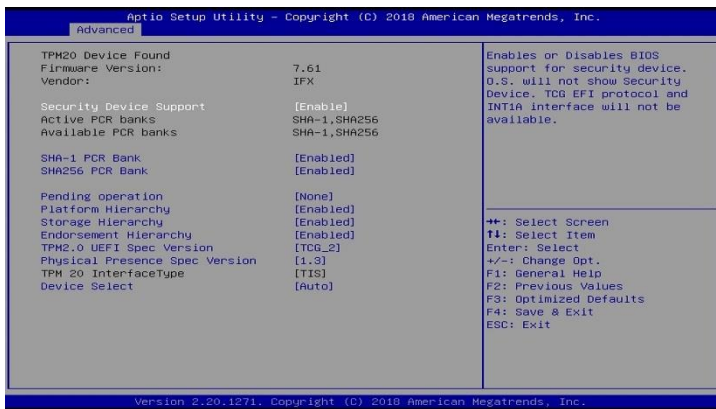 Aptio Setup Utility – Copyright (C) 2018 American Megatrends, Inc.
Advanced
TPM20 Device Found
Firmware Version: 7.61
Vendor: IFX
Security Device Support [Enable]
Active PCR banks SHA-1,SHA256
Available PCR banks SHA-1,SHA256
SHA-1 PCR Bank [Enabled]
SHA256 PCR Bank [Enabled]
Pending operation [None]
Platform Hierarchy [Enabled]
Storage Hierarchy [Enabled]
Endorsement Hierarchy [Enabled]
TPM2.0 UEFI Spec Version [TCG_2]
Physical Presence Spec Version [1.3]
TPM 20 InterfaceType [TIS]
Device Select [Auto]
Enables or Disables BIOS
support for security device.
O.S. will not show Security
Device. TCG EFI protocol and
INT1A interface will not be
available.
→←: Select Screen
↑↓: Select Item
Enter: Select
+/-: Change Opt.
F1: General Help
F2: Previous Values
F3: Optimized Defaults
F4: Save & Exit
ESC: Exit
Version 2.20.1271. Copyright (C) 2018 American Megatrends, Inc.